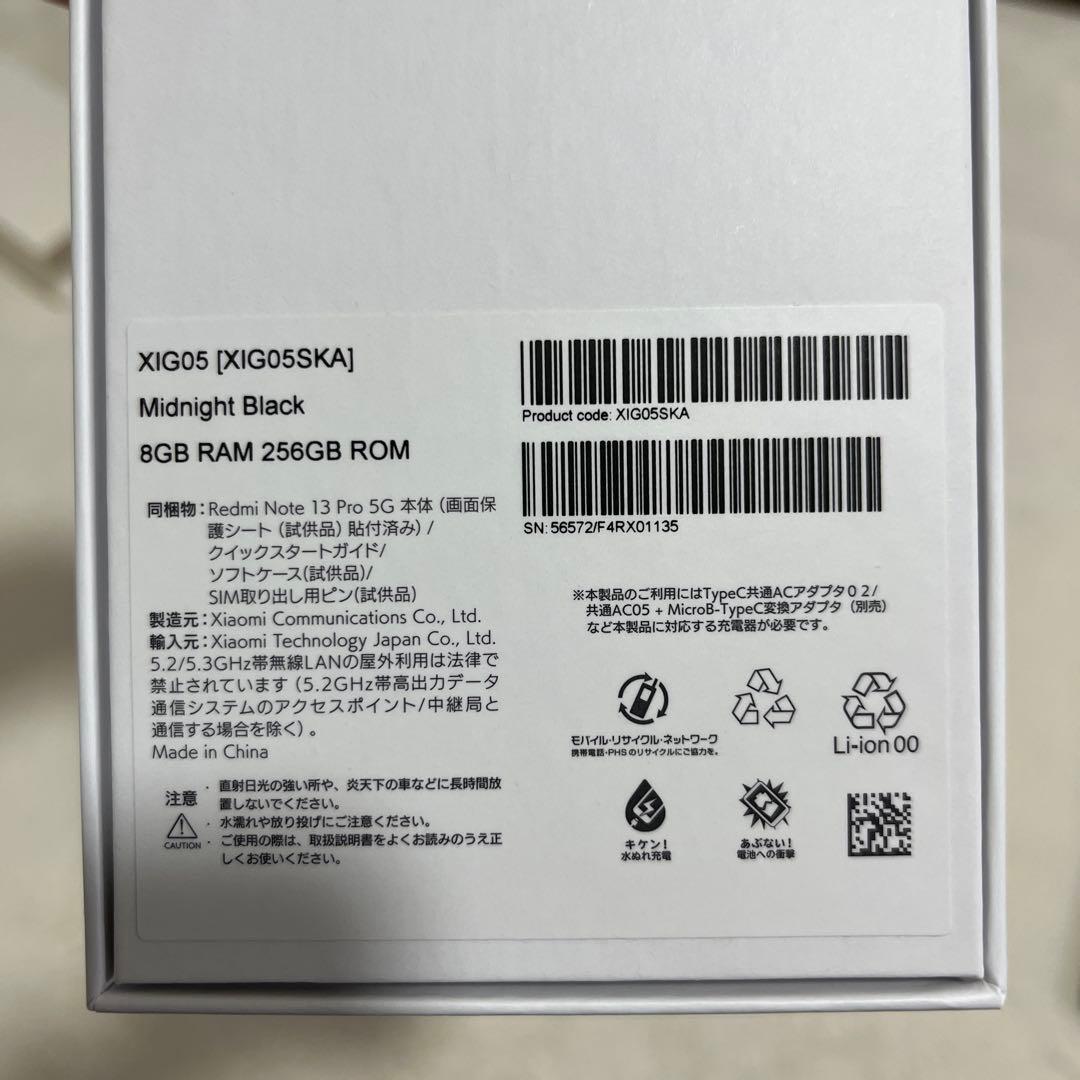 XIG05 [XIG05SKA]
Midnight Black
8GB RAM 256GB ROM
同梱物：Redmi Note 13 Pro 5G 本体（画面保
護シート（試供品）貼付済み）/
クイックスタートガイド/
ソフトケース(試供品)/
SIM取り出し用ピン(試供品)
製造元：Xiaomi Communications Co., Ltd.
輸入元：Xiaomi Technology Japan Co., Ltd.
5.2/5.3GHz帯無線LANの屋外利用は法律で
禁止されています（5.2GHz帯高出力データ
通信システムのアクセスポイント/中継局と
通信する場合を除く）。
Made in China
注意
CAUTION
・直射日光の強い所や、炎天下の車などに長時間放
置しないでください。
・水濡れや放り投げにご注意ください。
・ご使用の際は、取扱説明書をよくお読みのうえ正
しくお使いください。
Product code: XIG05SKA
SN: 56572/F4RX01135
※本製品のご利用にはTypeC共通ACアダプタ０２/
共通AC05 + MicroB-TypeC変換アダプタ（別売）
など本製品に対応する充電器が必要です。
モバイル・リサイクル・ネットワーク
携帯電話・PHSのリサイクルにご協力を。
Li-ion 00
キケン！
水ぬれ充電
あぶない！
電池への衝撃